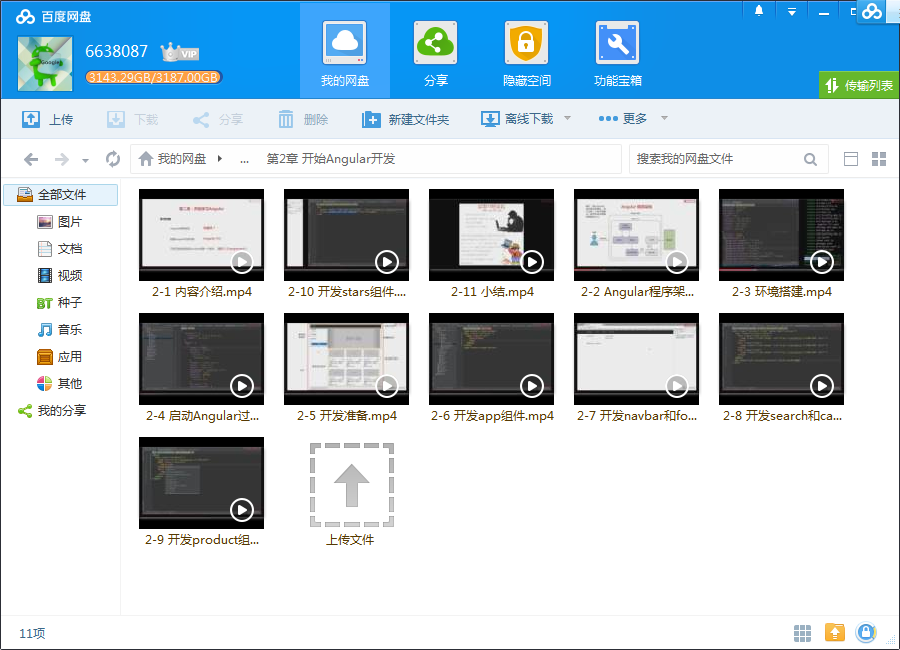 百度网盘
6638087
VIP
3143.29GB/3187.00GB
我的网盘
分享
隐藏空间
功能宝箱
传输列表
上传
下载
分享
删除
新建文件夹
离线下载
更多
我的网盘
...
第2章 开始Angular开发
搜索我的网盘文件
全部文件
图片
文档
视频
BT 种子
音乐
应用
其他
我的分享
2-1 内容介绍.mp4
2-10 开发stars组件....
2-11 小结.mp4
2-2 Angular程序架...
2-3 环境搭建.mp4
2-4 启动Angular过...
2-5 开发准备.mp4
2-6 开发app组件.mp4
2-7 开发navbar和fo...
2-8 开发search和ca...
2-9 开发product组...
上传文件
11项